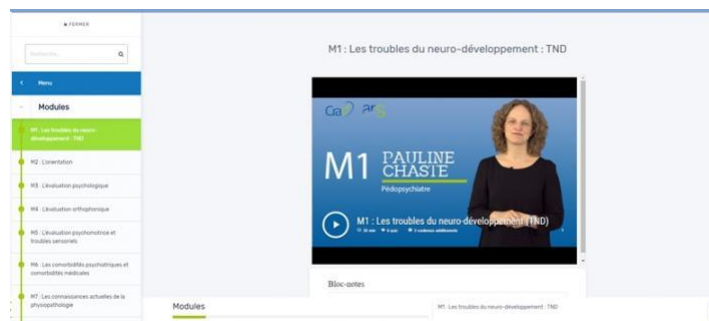 FERMER
Recherche...
Menu
Modules
M1 : Les troubles du neuro-
développement : TND
M2 : L'orientation
M3 : L'évaluation psychologique
M4 : L'évaluation orthophonique
M5 : L'évaluation psychomotrice et
troubles sensoriels
M6 : Les comorbidités psychiatriques et
comorbidités médicales
M7 : Les connaissances actuelles de la
physiopathologie
M1 : Les troubles du neuro-développement : TND
ars
M1 PAULINE
CHASTE
Pédopsychiatre
M1 : Les troubles du neuro-développement (TND)
Bloc-notes
Modules
M1 : Les troubles du neuro-développement : TND